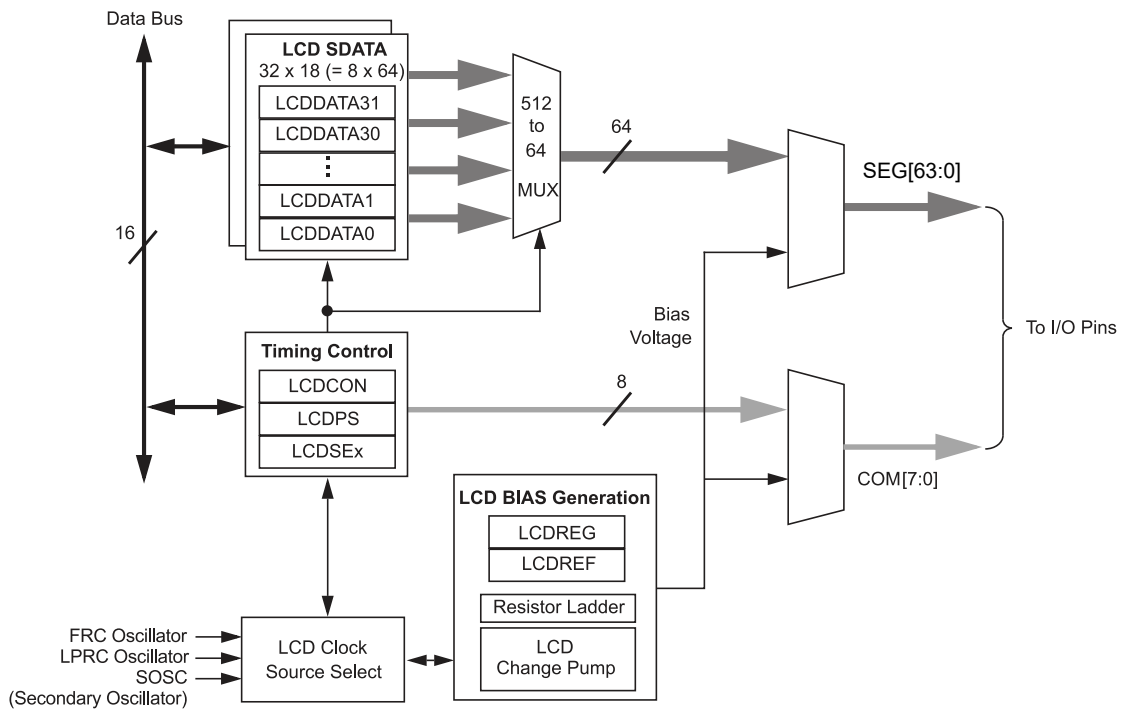 Data Bus
LCD SDATA
32 x 18 (= 8 x 64)
LCDDATA31
LCDDATA30
LCDDATA1
LCDDATA0
512
to
64
MUX
64
SEG[63:0]
16
Bias
Voltage
To I/O Pins
Timing Control
LCDCON
LCDPS
LCDSEx
8
COM[7:0]
LCD BIAS Generation
LCDREG
LCDREF
Resistor Ladder
LCD
Change Pump
FRC Oscillator
LPRC Oscillator
SOSC
(Secondary Oscillator)
LCD Clock
Source Select